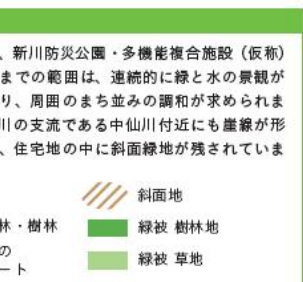 、新川防災公園・多機能複合施設（仮称）
までの範囲は、連続的に緑と水の景観が
り、周囲のまち並みの調和が求められま
川の支流である中仙川付近にも崖線が形
、住宅地の中に斜面緑地が残されていま
斜面地
林・樹林
緑被 樹林地
の
ート
緑被 草地